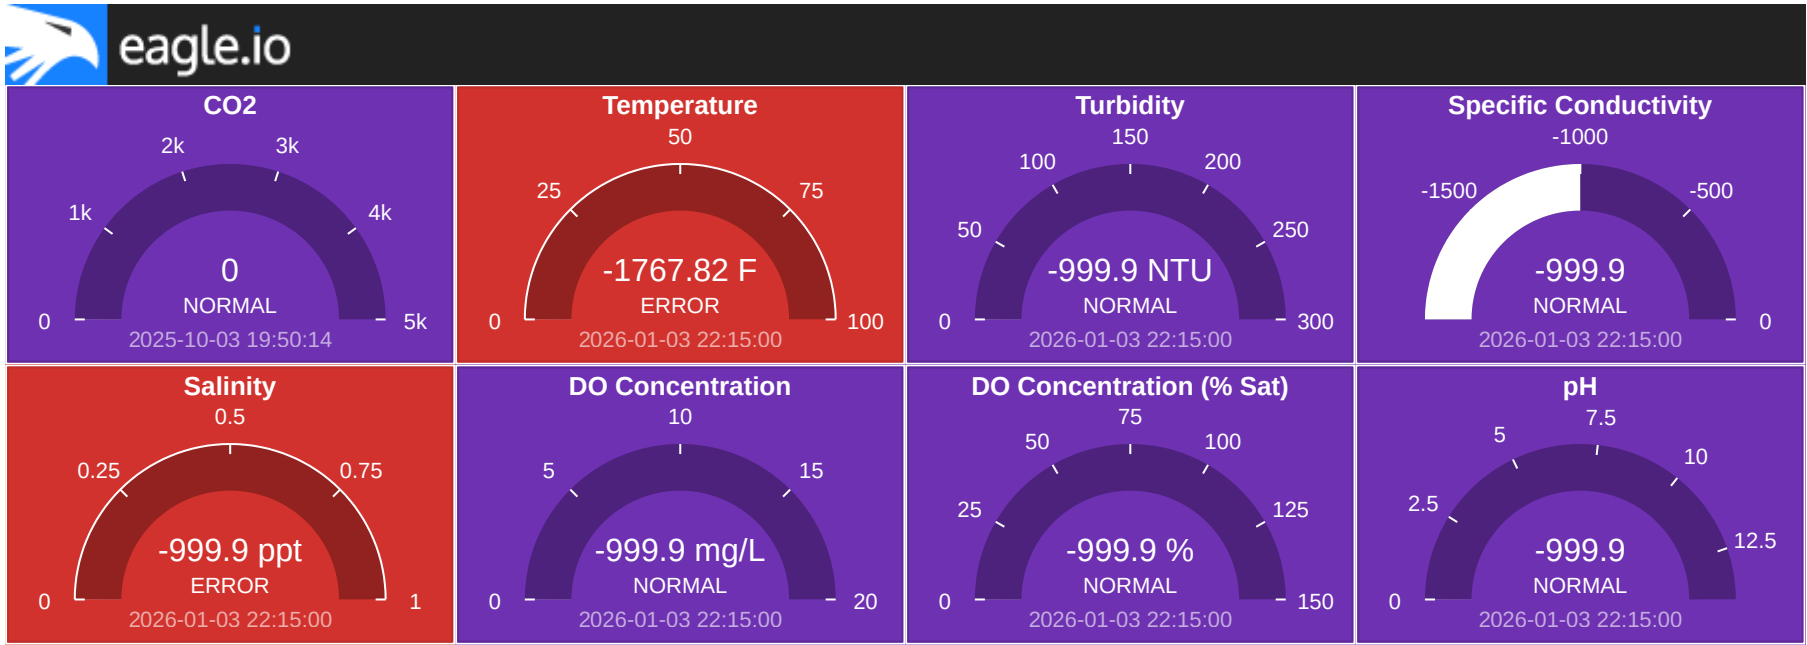 eagle.io
CO2
2k
3k
1k
4k
0
NORMAL
0
5k
2025-10-03 19:50:14
Temperature
50
25
75
-1767.82 F
ERROR
0
100
2026-01-03 22:15:00
Turbidity
150
100
200
50
250
-999.9 NTU
NORMAL
0
300
2026-01-03 22:15:00
Specific Conductivity
-1000
-1500
-500
-999.9
NORMAL
0
2026-01-03 22:15:00
Salinity
0.5
0.25
0.75
-999.9 ppt
ERROR
0
1
2026-01-03 22:15:00
DO Concentration
10
5
15
-999.9 mg/L
NORMAL
0
20
2026-01-03 22:15:00
DO Concentration (% Sat)
75
50
100
25
125
-999.9 %
NORMAL
0
150
2026-01-03 22:15:00
pH
7.5
5
10
2.5
12.5
-999.9
NORMAL
0
2026-01-03 22:15:00